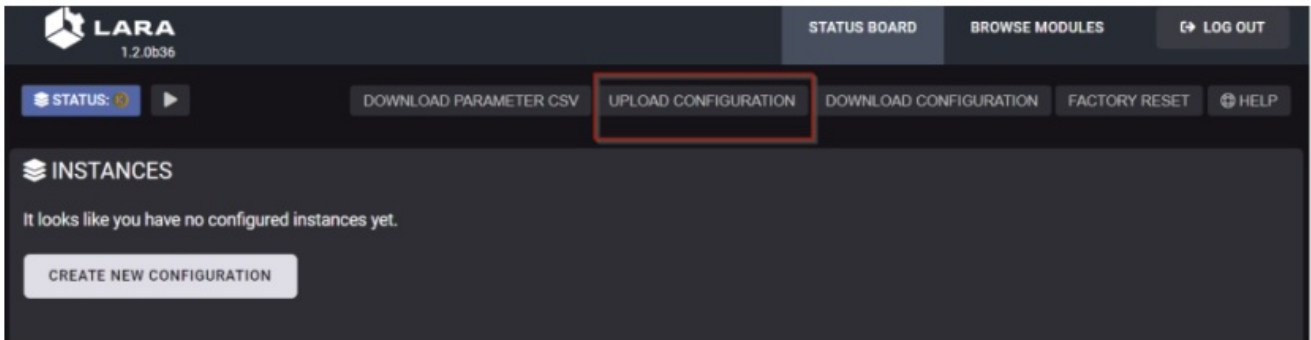 LARA
1.2.0b36
STATUS BOARD
BROWSE MODULES
LOG OUT
STATUS:
DOWNLOAD PARAMETER CSV
UPLOAD CONFIGURATION
DOWNLOAD CONFIGURATION
FACTORY RESET
HELP
INSTANCES
It looks like you have no configured instances yet.
CREATE NEW CONFIGURATION